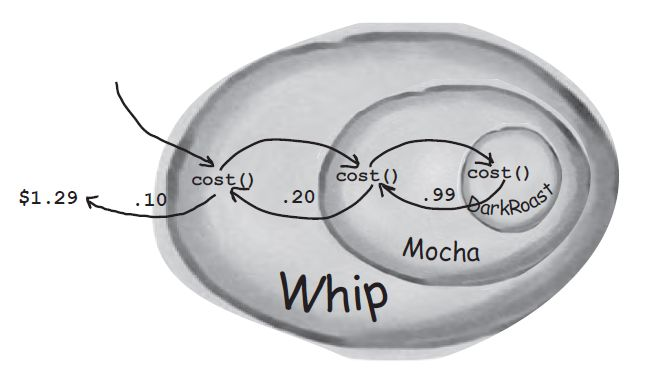 cost()
cost()
cost()
$1.29
.10
.20
.99
DarkRoast
Mocha
Whip